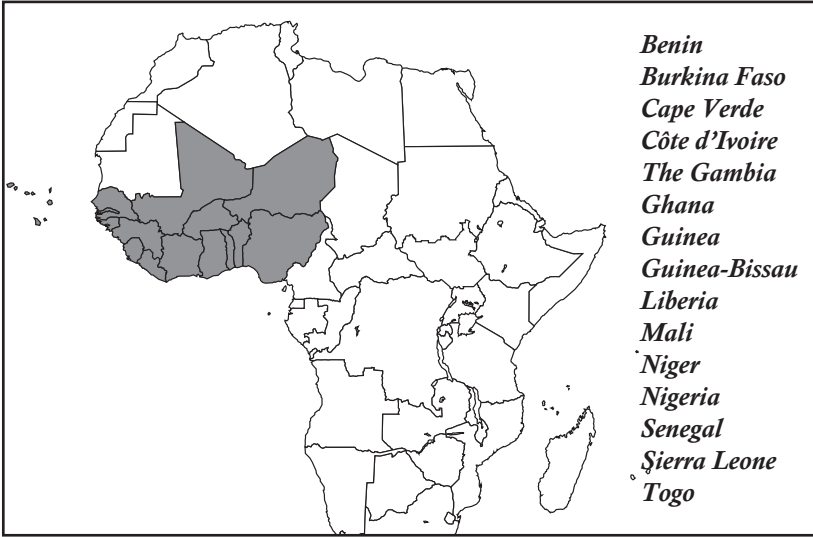 Benin
Burkina Faso
Cape Verde
Côte d’Ivoire
The Gambia
Ghana
Guinea
Guinea-Bissau
Liberia
Mali
Niger
Nigeria
Senegal
Sierra Leone
Togo